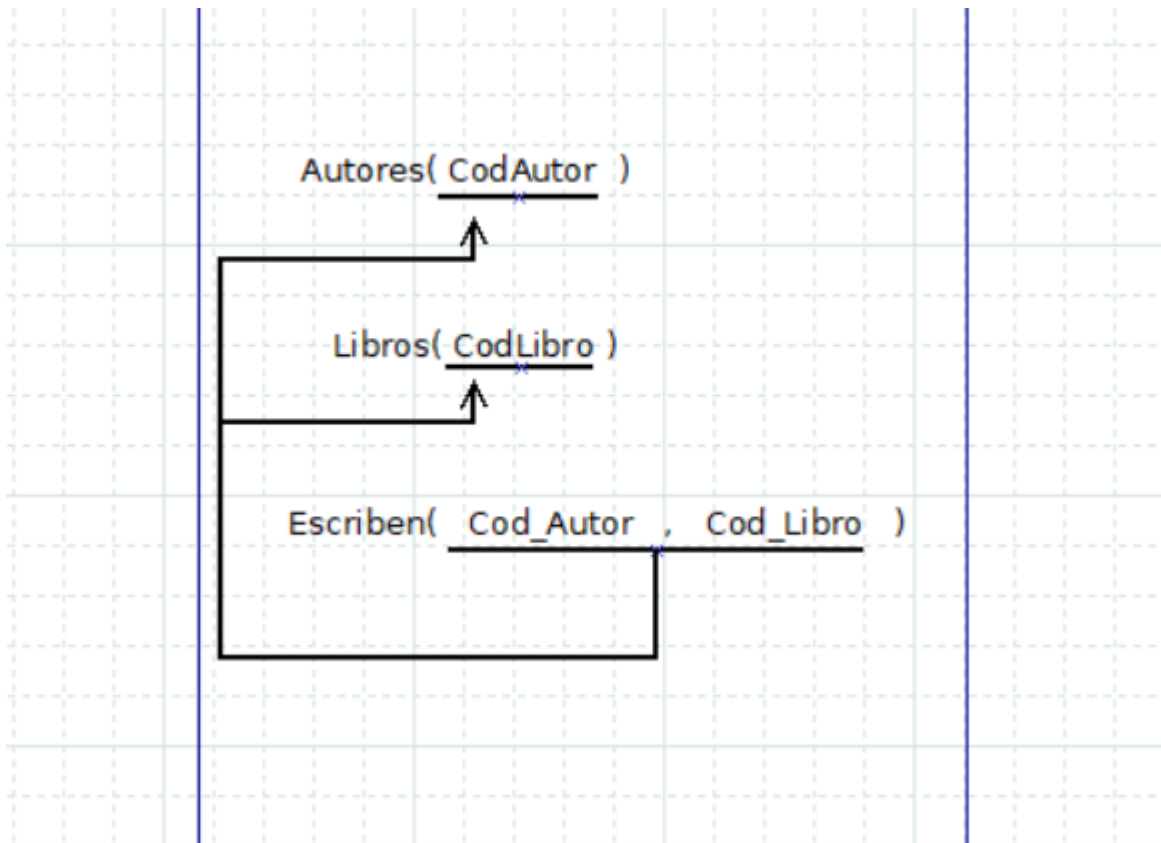 Autores( CodAutor )
Libros( CodLibro )
Escriben( Cod_Autor , Cod_Libro )